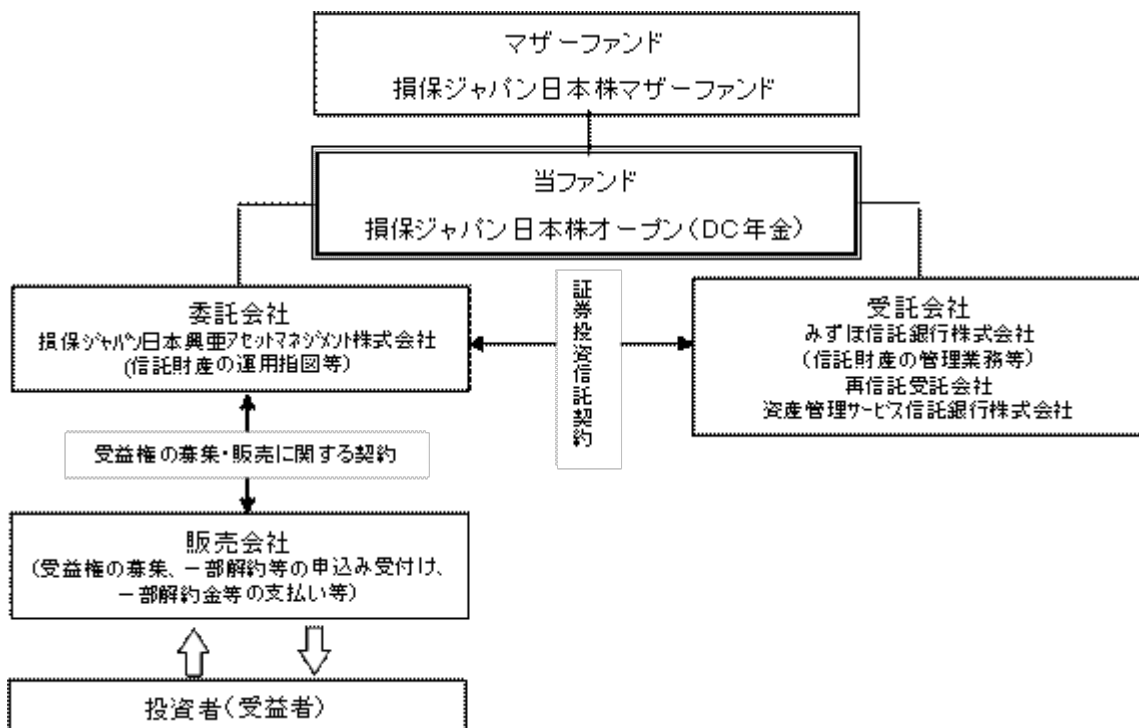 マザーファンド
損保ジャパン日本株マザーファンド
当ファンド
損保ジャパン日本株オープン(DC年金)
委託会社
損保ジャパン日本興亜アセットマネジメント株式会社
(信託財産の運用指図等)
証券投資信託契約
受託会社
みずほ信託銀行株式会社
(信託財産の管理業務等)
再信託受託会社
資産管理サービス信託銀行株式会社
受益権の募集・販売に関する契約
販売会社
(受益権の募集、一部解約等の申込み受付け、
一部解約金等の支払い等)
投資者(受益者)